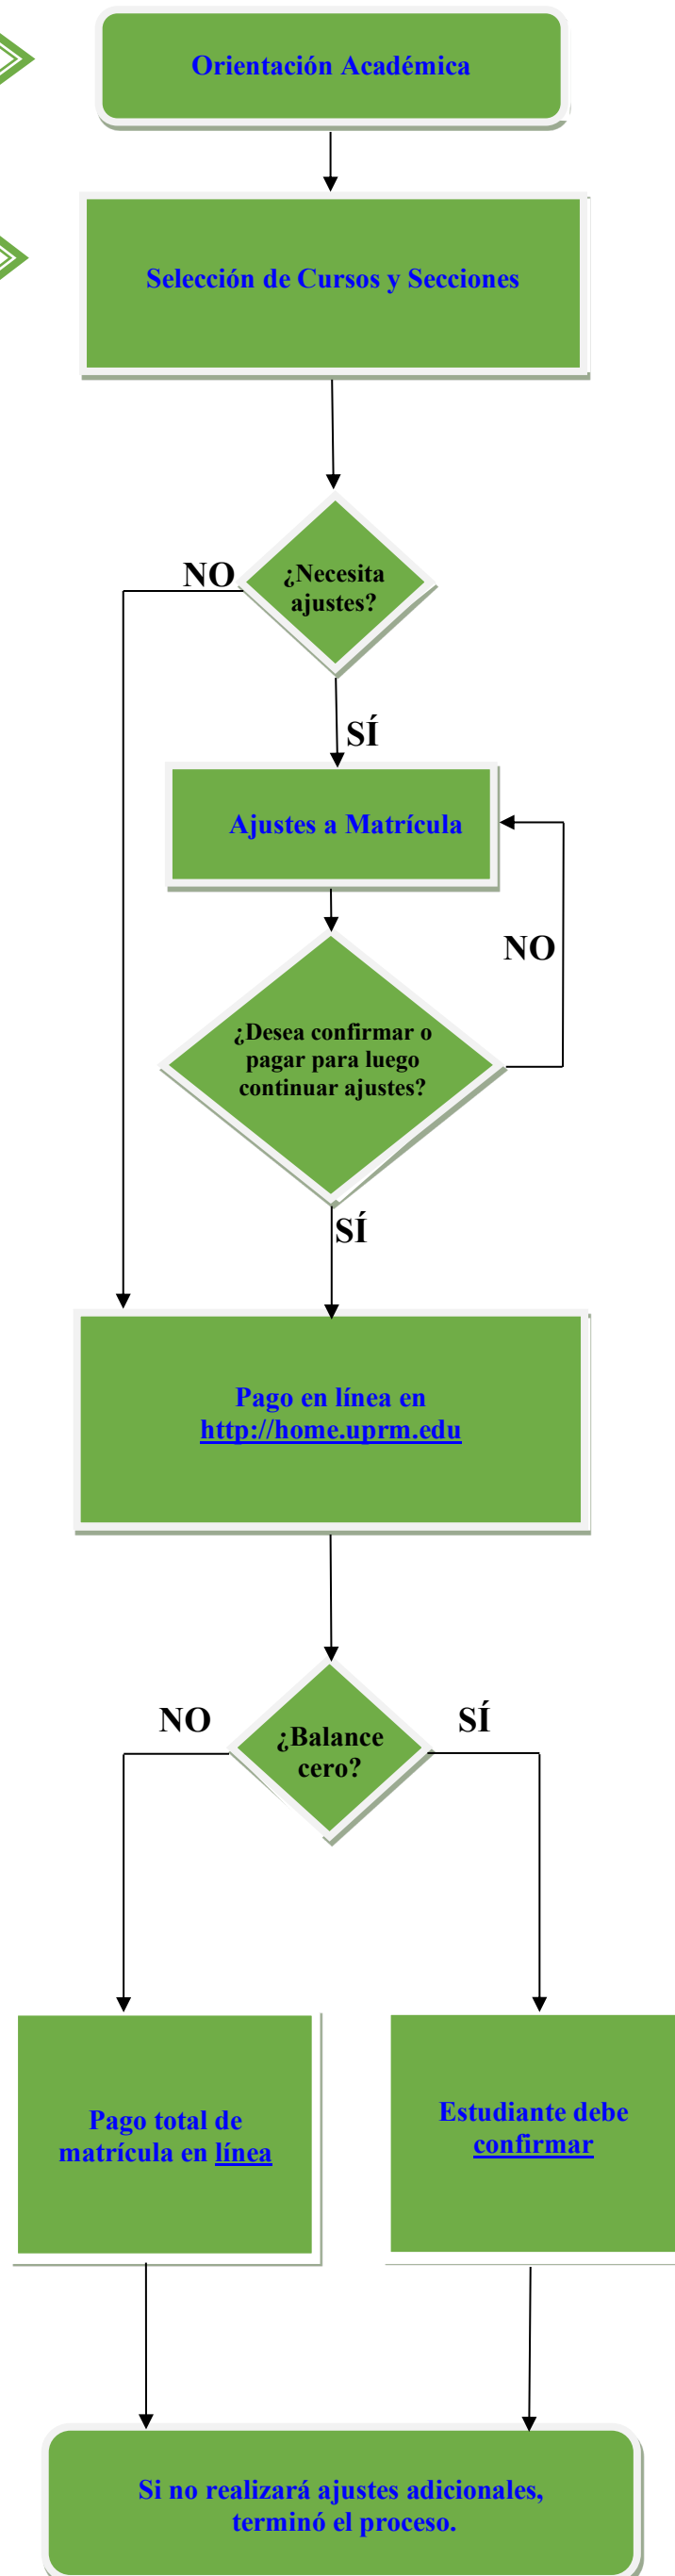 Orientación Académica
Selección de Cursos y Secciones
NO
¿Necesita
ajustes?
SÍ
Ajustes a Matrícula
NO
¿Desea confirmar o
pagar para luego
continuar ajustes?
SÍ
Pago en línea en
http://home.uprm.edu
NO
SÍ
¿Balance
cero?
Pago total de
matrícula en línea
Estudiante debe
confirmar
Si no realizará ajustes adicionales,
terminó el proceso.